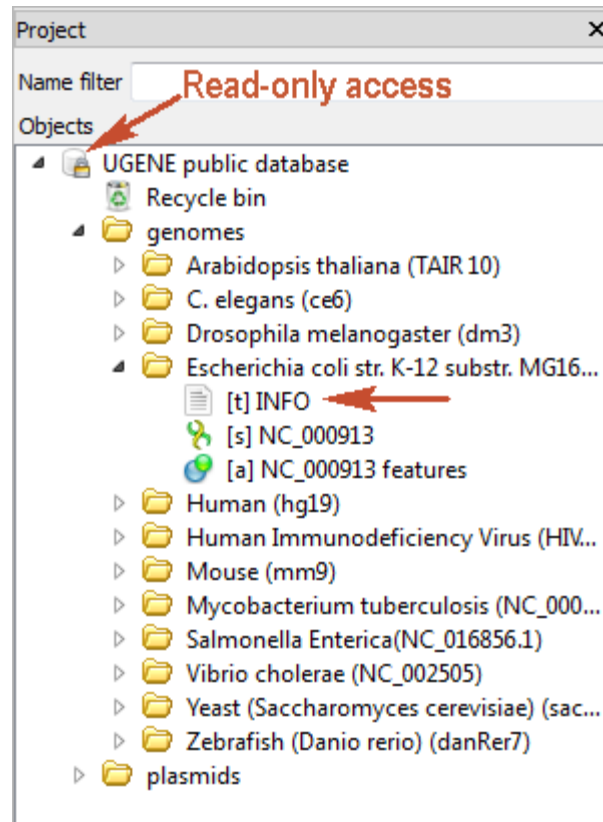 Project
Name filter
Read-only access
Objects
UGENE public database
Recycle bin
genomes
Arabidopsis thaliana (TAIR 10)
C. elegans (ce6)
Drosophila melanogaster (dm3)
Escherichia coli str. K-12 substr. MG16...
[t] INFO
[s] NC_000913
[a] NC_000913 features
Human (hg19)
Human Immunodeficiency Virus (HIV...
Mouse (mm9)
Mycobacterium tuberculosis (NC_000...
Salmonella Enterica(NC_016856.1)
Vibrio cholerae (NC_002505)
Yeast (Saccharomyces cerevisiae) (sac...
Zebrafish (Danio rerio) (danRer7)
plasmids